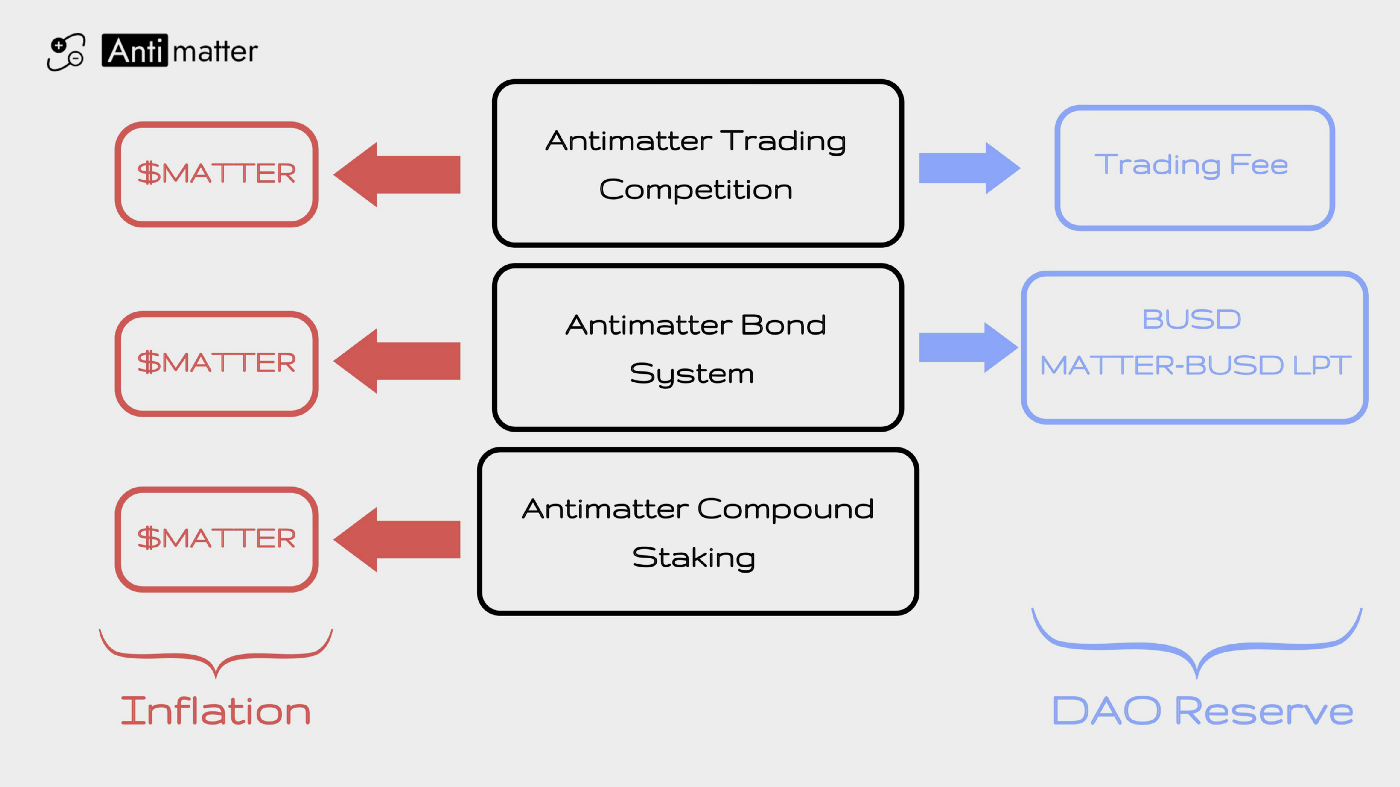 Antimatter
$MATTER
Antimatter Trading
Competition
Trading Fee
$MATTER
Antimatter Bond
System
BUSD
MATTER-BUSD LPT
$MATTER
Antimatter Compound
Staking
Inflation
DAO Reserve